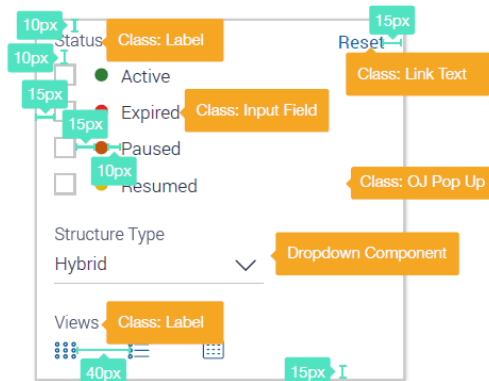 10px
15px
Status
Class: Label
Reset
10px
Class: Link Text
Active
15px
Expired
Class: Input Field
15px
Paused
10px
Resumed
Class: OJ Pop Up
Structure Type
Hybrid
Dropdown Component
Views
Class: Label
40px
15px